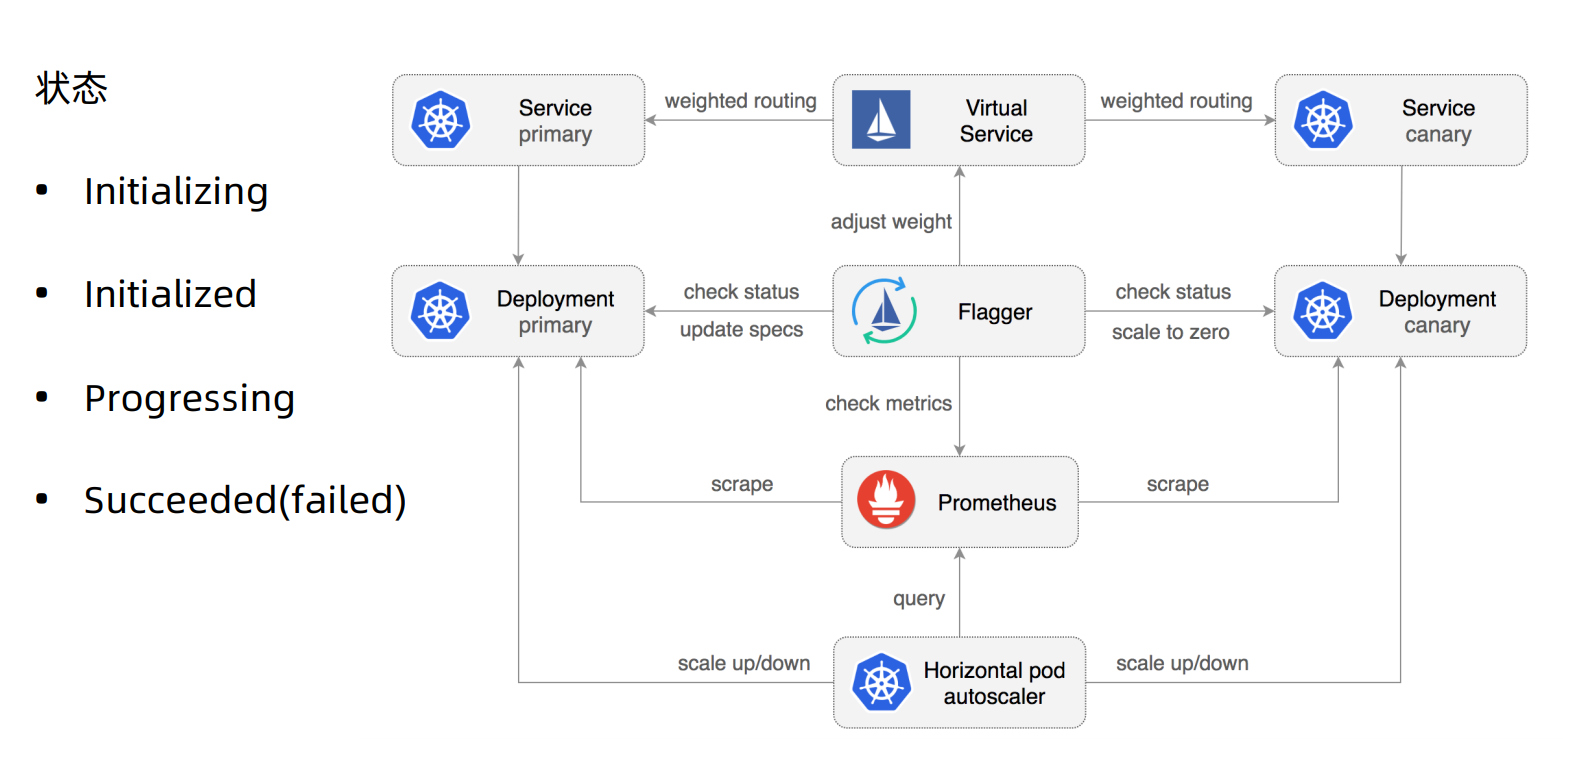 状态
• Initializing
• Initialized
• Progressing
• Succeeded(failed)
Service
primary
weighted routing
Virtual
Service
weighted routing
Service
canary
adjust weight
Deployment
primary
check status
update specs
Flagger
check status
scale to zero
Deployment
canary
check metrics
scrape
Prometheus
scrape
query
scale up/down
Horizontal pod
autoscaler
scale up/down